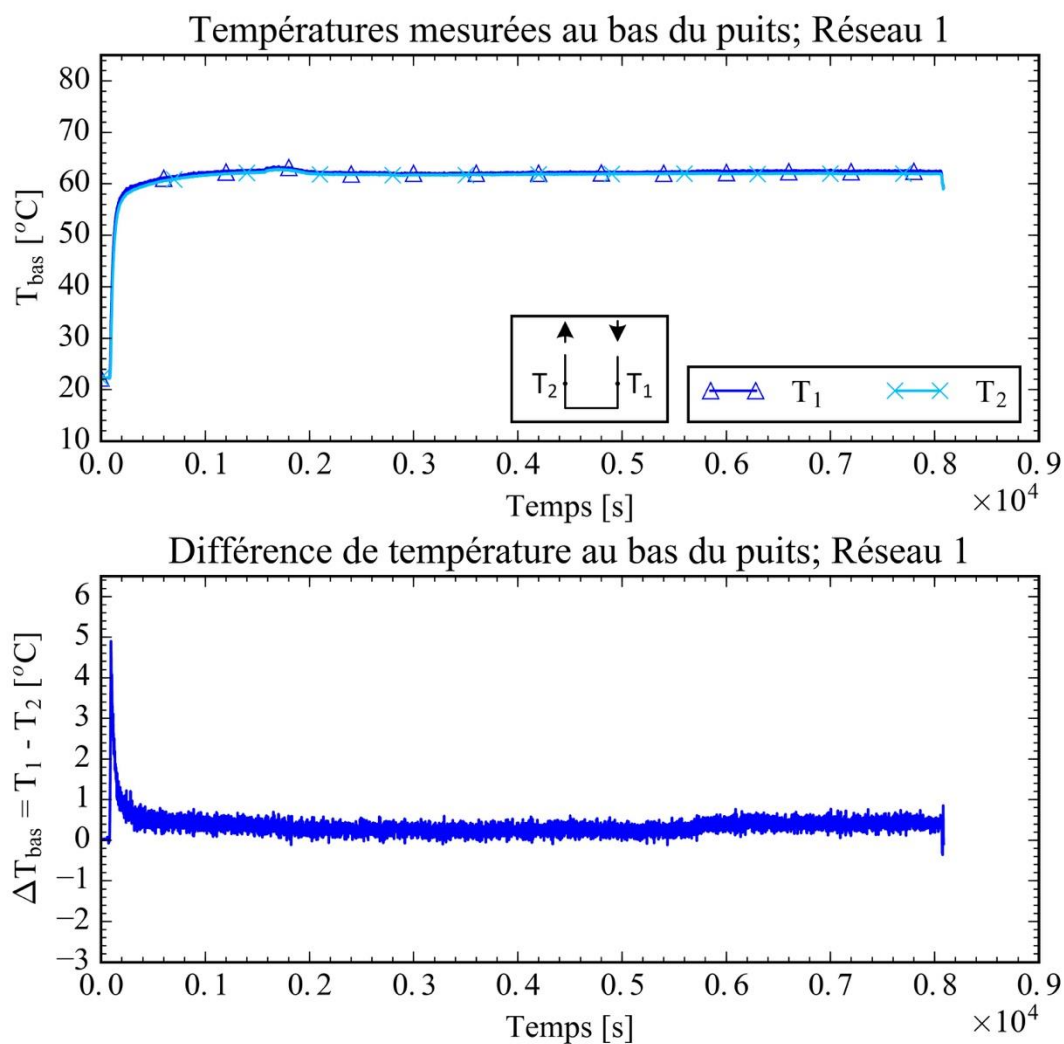 Températures mesurées au bas du puits; Réseau 1
80
70
60
50
40
30
20
10
T_bas [°C]
T₂ T₁
T₁ T₂
0.0 0.1 0.2 0.3 0.4 0.5 0.6 0.7 0.8 0.9
Temps [s]
×10⁴
Différence de température au bas du puits; Réseau 1
6
5
4
3
2
1
0
−1
−2
−3
ΔT_bas = T₁ - T₂ [°C]
0.0 0.1 0.2 0.3 0.4 0.5 0.6 0.7 0.8 0.9
Temps [s]
×10⁴